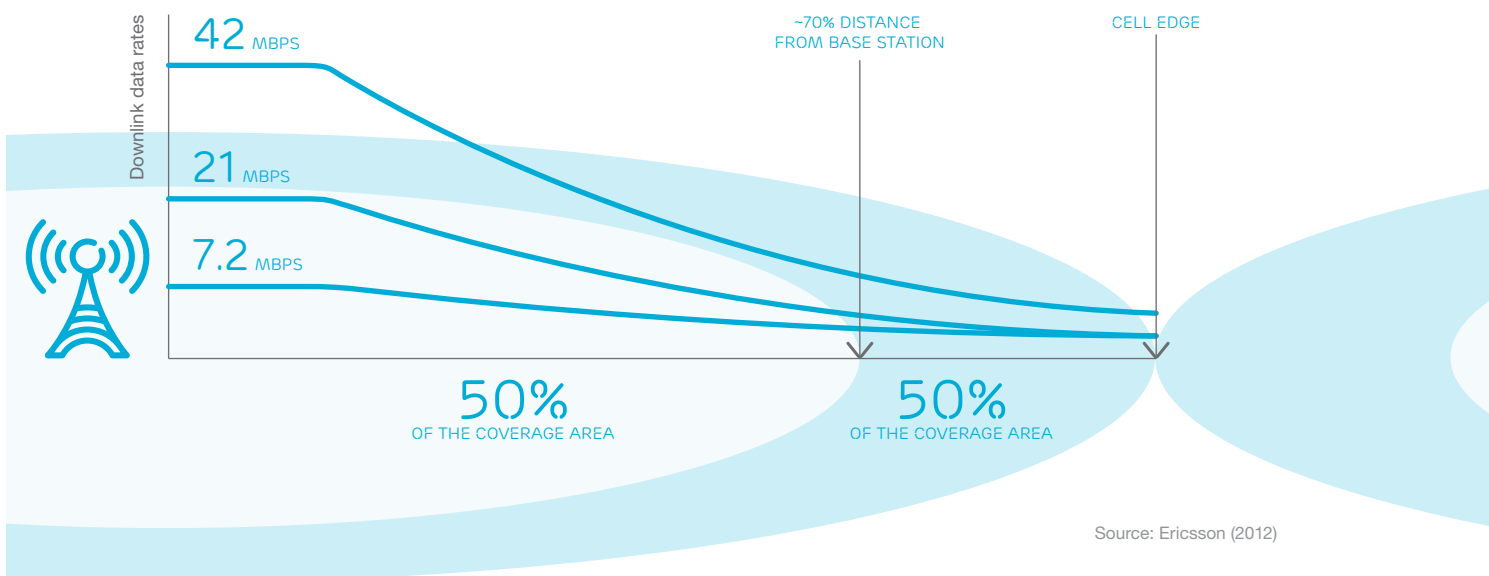 Downlink data rates
42 MBPS
21 MBPS
7.2 MBPS
~70% DISTANCE
FROM BASE STATION
CELL EDGE
50%
OF THE COVERAGE AREA
50%
OF THE COVERAGE AREA
Source: Ericsson (2012)